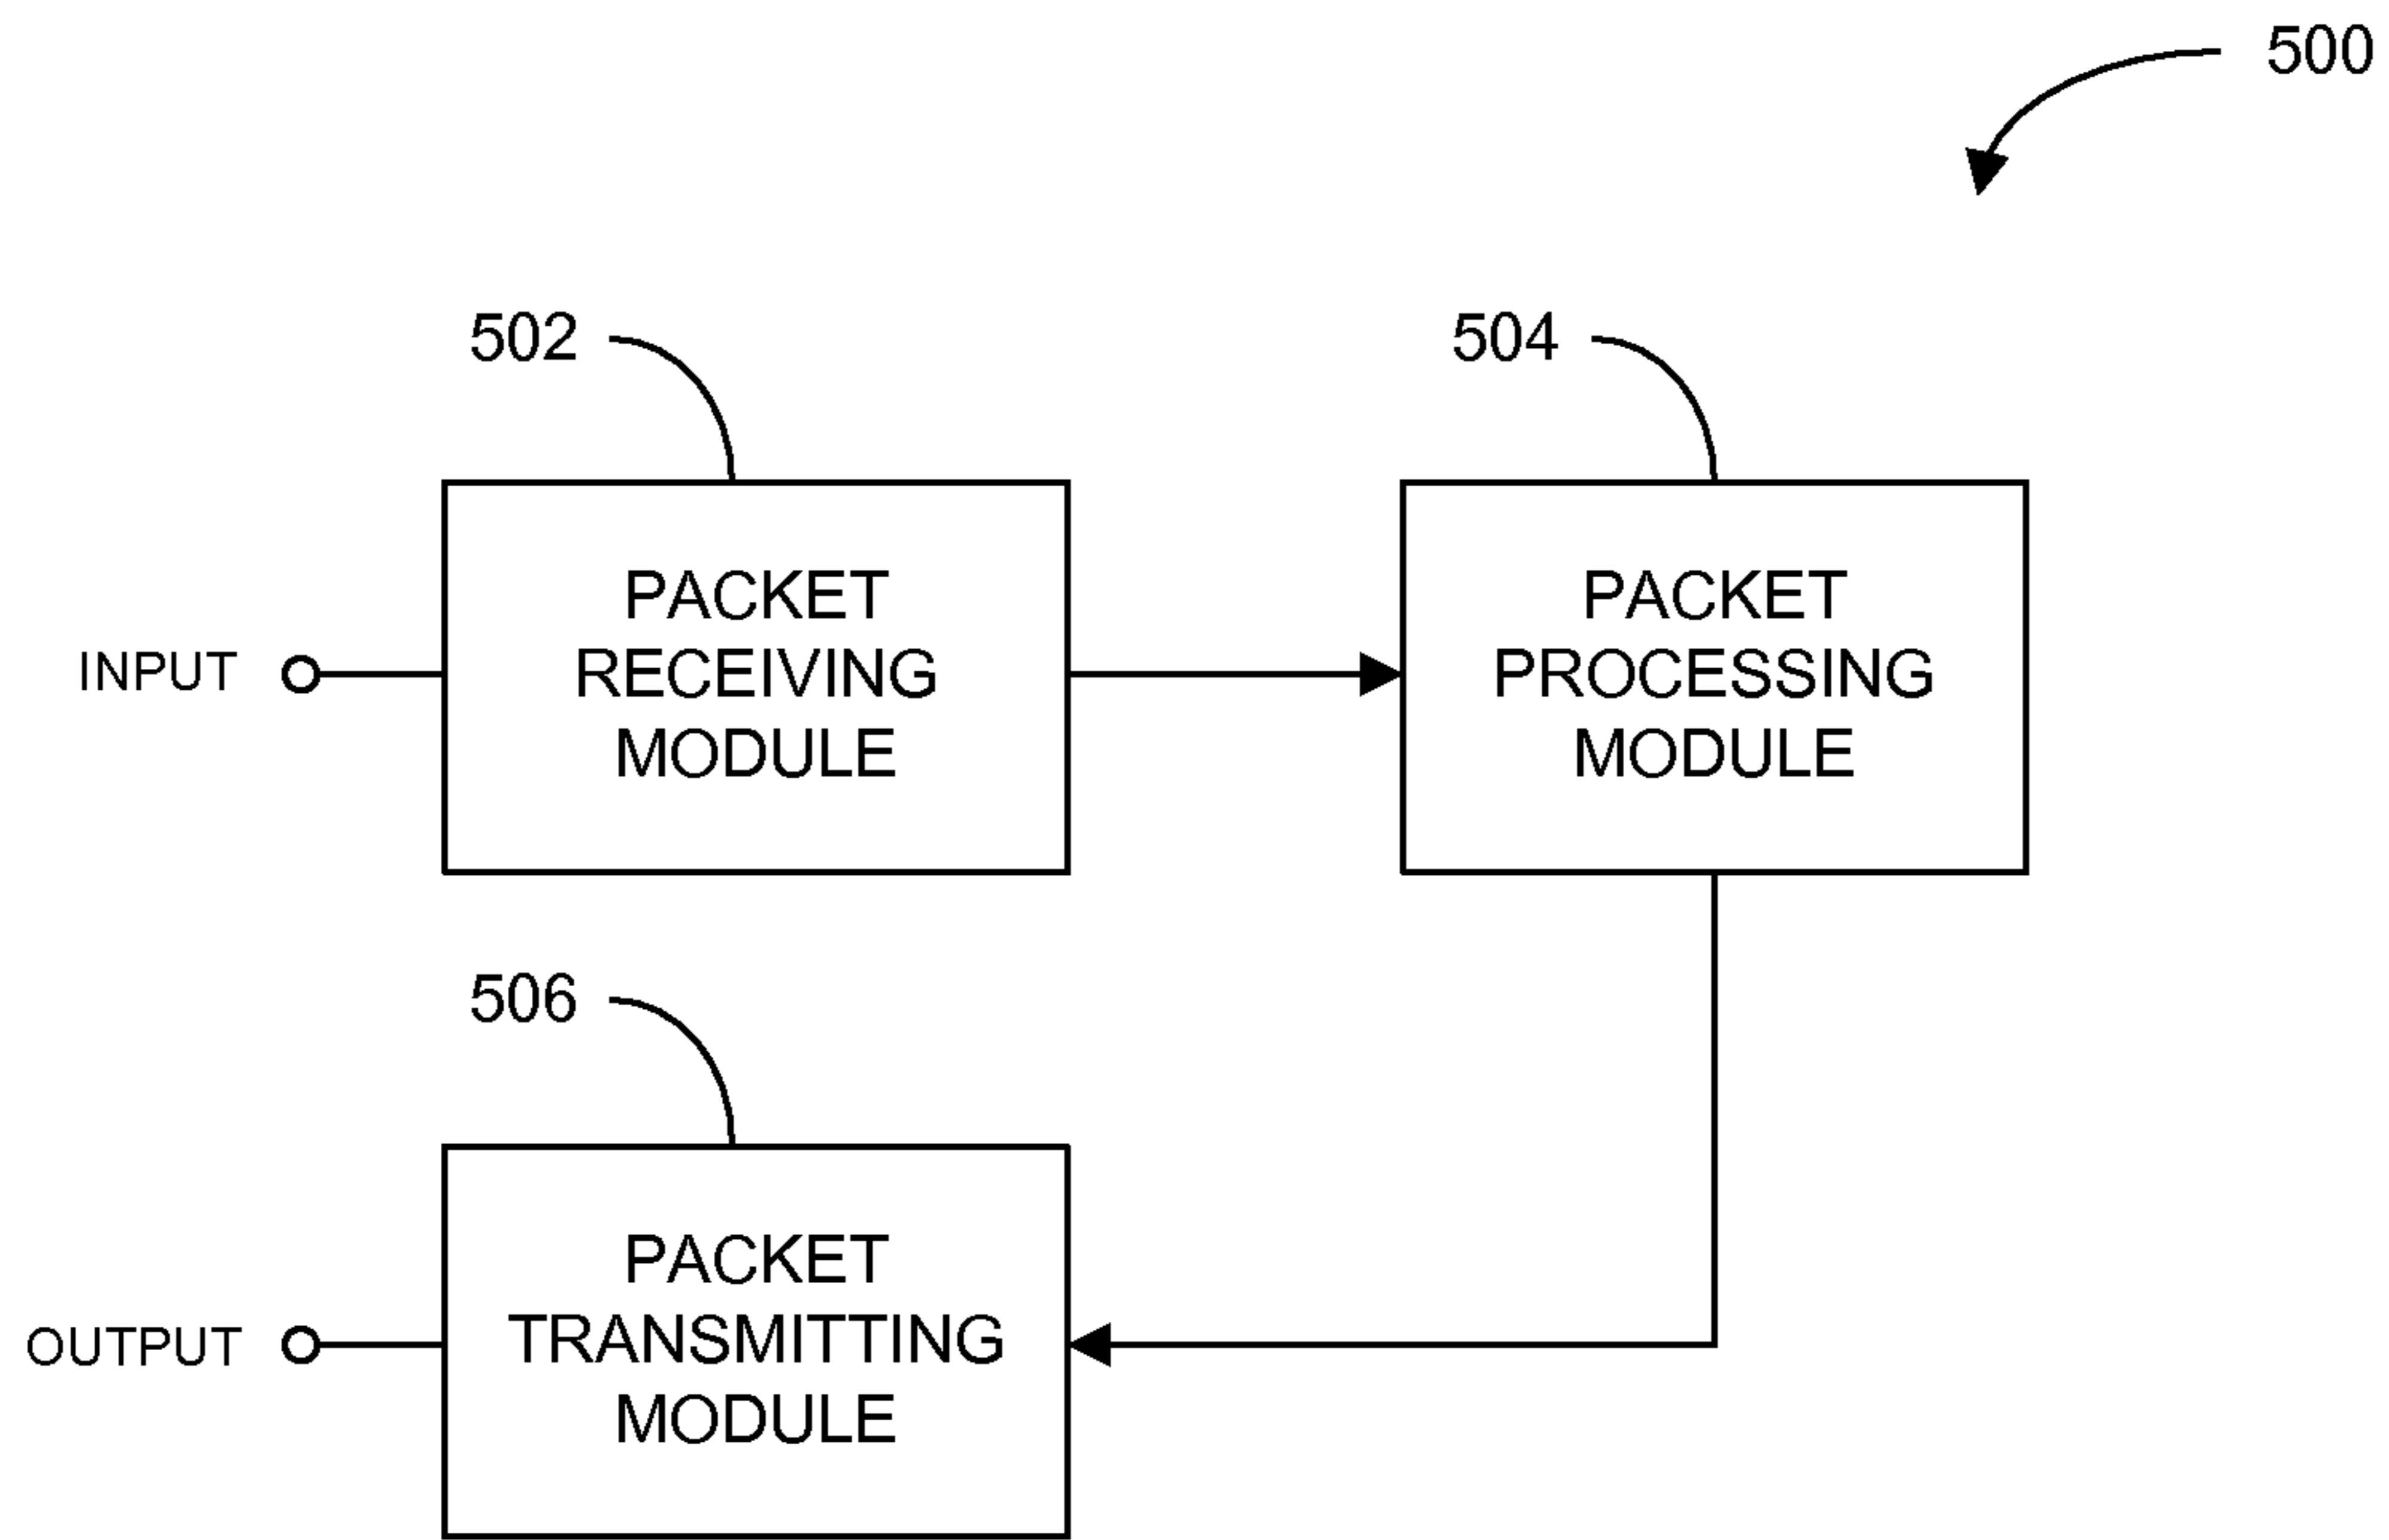 500
502
504
PACKET
RECEIVING
MODULE
PACKET
PROCESSING
MODULE
INPUT
506
PACKET
TRANSMITTING
MODULE
OUTPUT